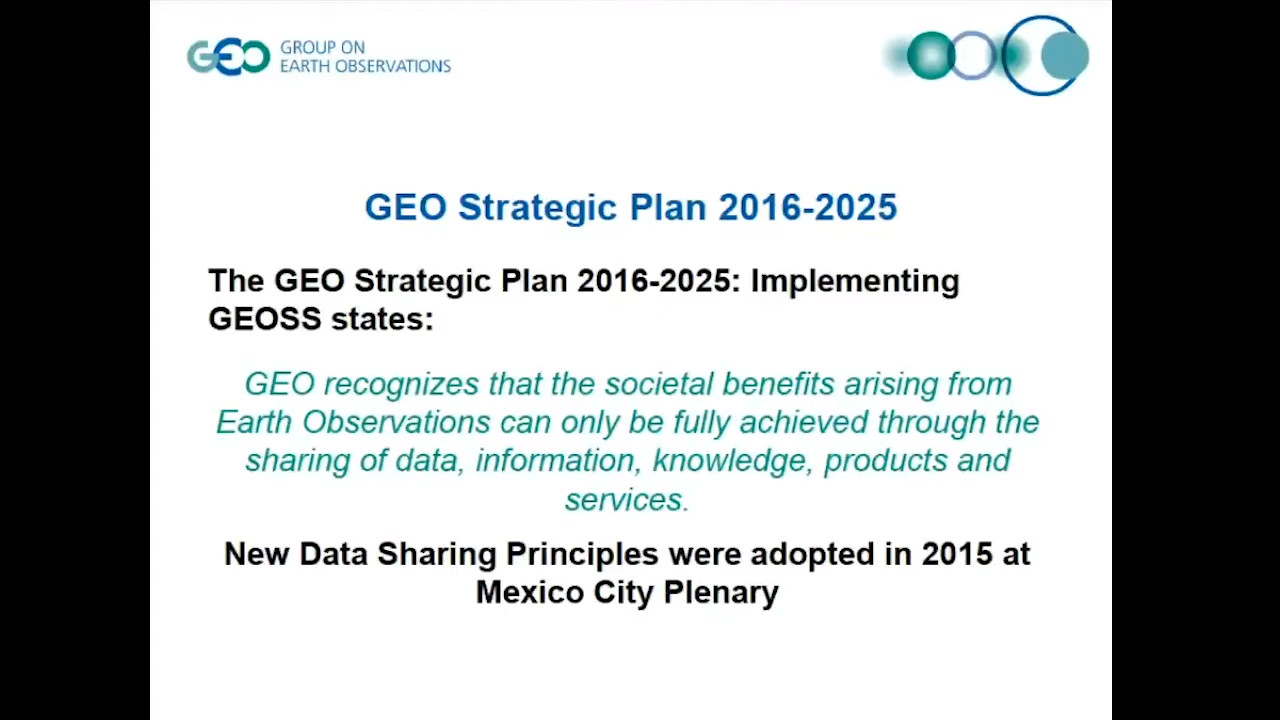 GEO GROUP ON
EARTH OBSERVATIONS
GEO Strategic Plan 2016-2025
The GEO Strategic Plan 2016-2025: Implementing
GEOSS states:
GEO recognizes that the societal benefits arising from
Earth Observations can only be fully achieved through the
sharing of data, information, knowledge, products and
services.
New Data Sharing Principles were adopted in 2015 at
Mexico City Plenary